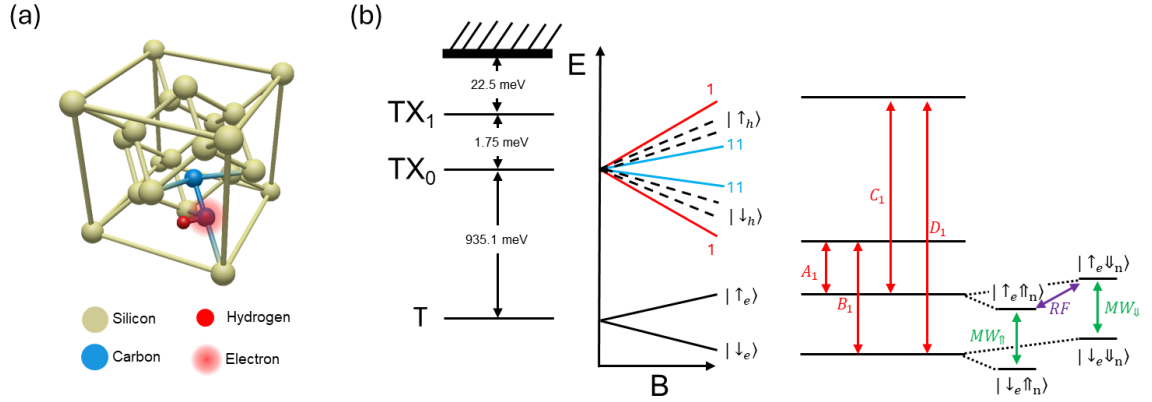 (a)
Silicon
Hydrogen
Carbon
Electron
(b)
22.5 meV
TX₁
1.75 meV
TX₀
935.1 meV
T
E
1
|↑ₕ⟩
11
11
|↓ₕ⟩
1
|↑ₑ⟩
|↓ₑ⟩
B
C₁
D₁
A₁
B₁
|↑ₑ⇓ₙ⟩
|↑ₑ⇑ₙ⟩
RF
MW⇓
MW⇑
|↓ₑ⇓ₙ⟩
|↓ₑ⇑ₙ⟩